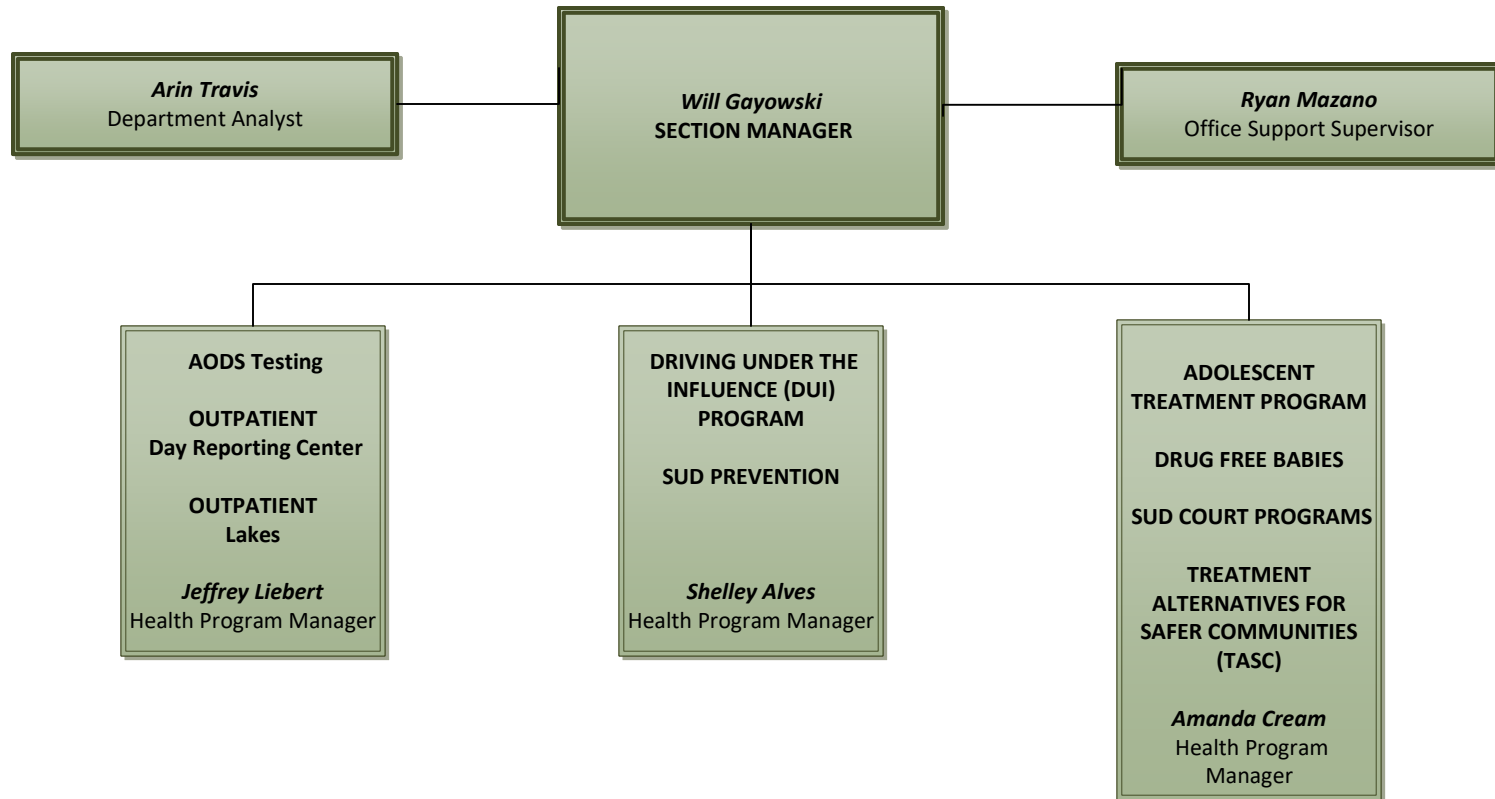 Arin Travis
Department Analyst
Will Gayowski
SECTION MANAGER
Ryan Mazano
Office Support Supervisor
AODS Testing
OUTPATIENT
Day Reporting Center
OUTPATIENT
Lakes
Jeffrey Liebert
Health Program Manager
DRIVING UNDER THE
INFLUENCE (DUI)
PROGRAM
SUD PREVENTION
Shelley Alves
Health Program Manager
ADOLESCENT
TREATMENT PROGRAM
DRUG FREE BABIES
SUD COURT PROGRAMS
TREATMENT
ALTERNATIVES FOR
SAFER COMMUNITIES
(TASC)
Amanda Cream
Health Program
Manager